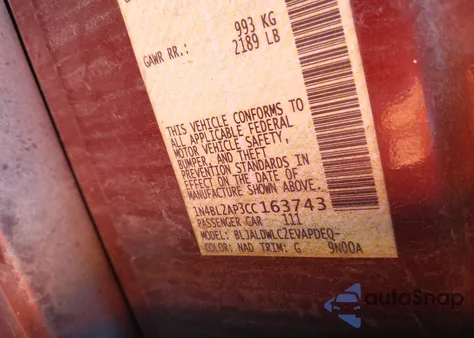 993 KG
GAWR RR.: 2189 LB
THIS VEHICLE CONFORMS TO
ALL APPLICABLE FEDERAL
MOTOR VEHICLE SAFETY,
BUMPER, AND THEFT
PREVENTION STANDARDS IN
EFFECT ON THE DATE OF
MANUFACTURE SHOWN ABOVE.
1N4BL2AP3CC163743
PASSENGER CAR 111
MODEL: BLJALDWLC2EVAPDEQ-
COLOR: NAD TRIM: G 9N00A
autoSnap